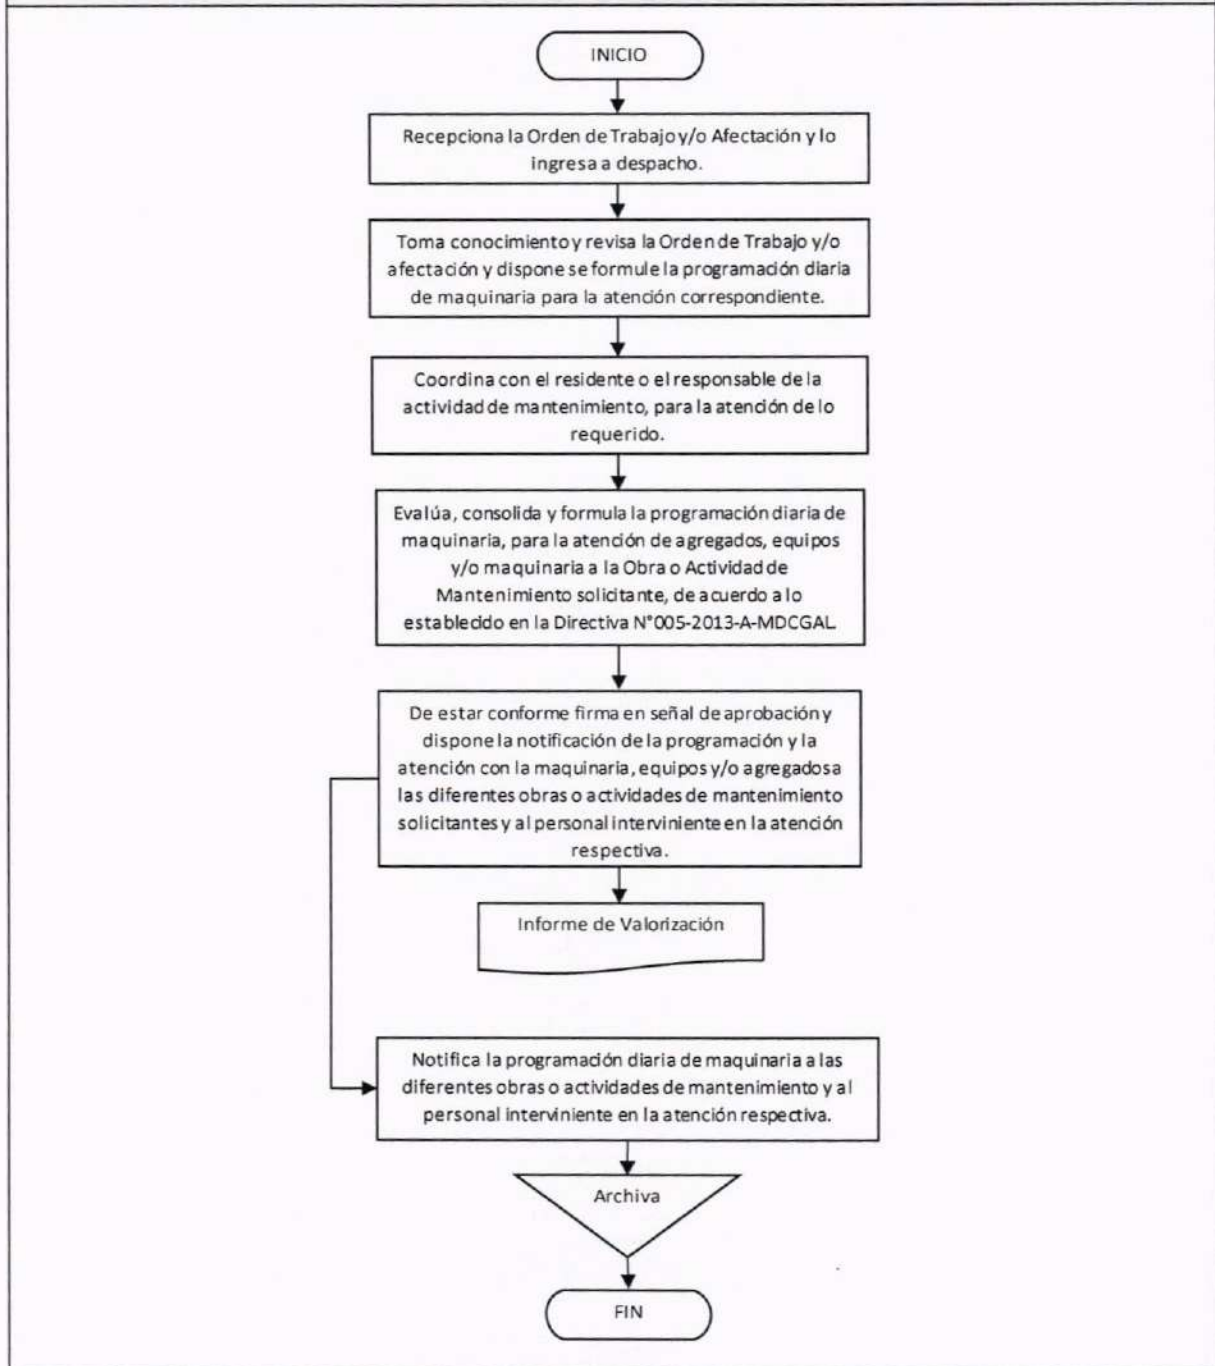 INICIO
Recepciona la Orden de Trabajo y/o Afectación y lo
ingresa a despacho.
Toma conocimiento y revisa la Orden de Trabajo y/o
afectación y dispone se formule la programación diaria
de maquinaria para la atención correspondiente.
Coordina con el residente o el responsable de la
actividad de mantenimiento, para la atención de lo
requerido.
Evalúa, consolida y formula la programación diaria de
maquinaria, para la atención de agregados, equipos
y/o maquinaria a la Obra o Actividad de
Mantenimiento solicitante, de acuerdo a lo
establecido en la Directiva N°005-2013-A-MDCGAL.
De estar conforme firma en señal de aprobación y
dispone la notificación de la programación y la
atención con la maquinaria, equipos y/o agregados a
las diferentes obras o actividades de mantenimiento
solicitantes y al personal interviniente en la atención
respectiva.
Informe de Valorización
Notifica la programación diaria de maquinaria a las
diferentes obras o actividades de mantenimiento y al
personal interviniente en la atención respectiva.
Archiva
FIN